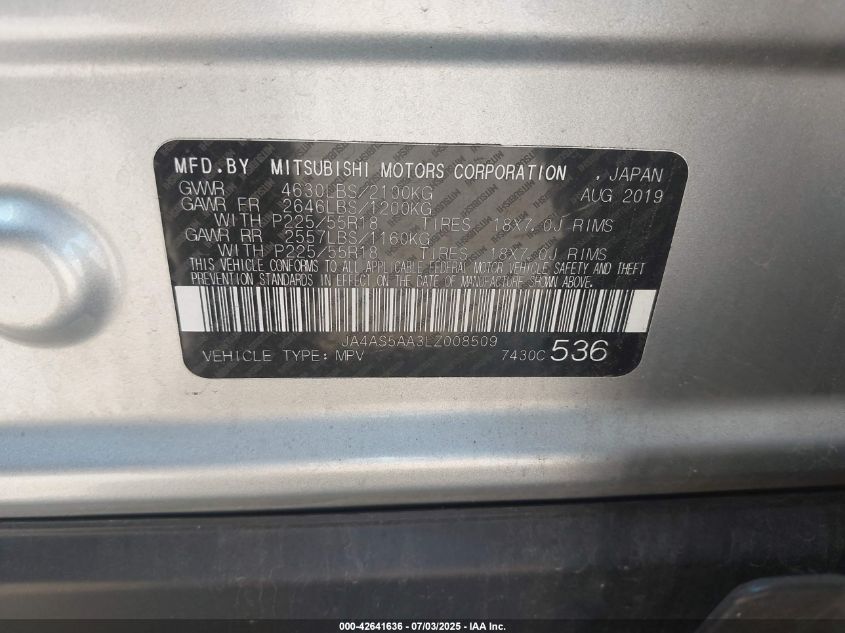 MFD.BY MITSUBISHI MOTORS CORPORATION , JAPAN
GVWR 4630LBS/2100KG AUG 2019
GAWR FR 2646LBS/1200KG
WITH P225/55R18 TIRES 18X7.0J RIMS
GAWR RR 2557LBS/1160KG
WITH P225/55R18 TIRES 18X7.0J RIMS
THIS VEHICLE CONFORMS TO ALL APPLICABLE FEDERAL MOTOR VEHICLE SAFETY AND THEFT
PREVENTION STANDARDS IN EFFECT ON THE DATE OF MANUFACTURE SHOWN ABOVE.
JA4AS5AA3LZ008509
VEHICLE TYPE: MPV 7430C 536
000-42641636 - 07/03/2025 - IAA Inc.